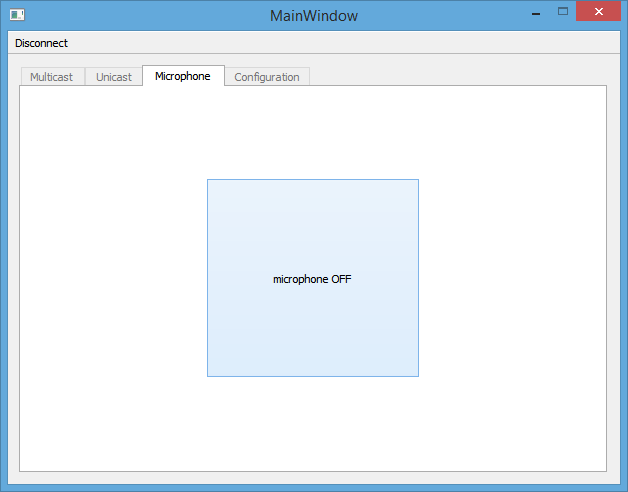 MainWindow
Disconnect
Multicast Unicast Microphone Configuration
microphone OFF